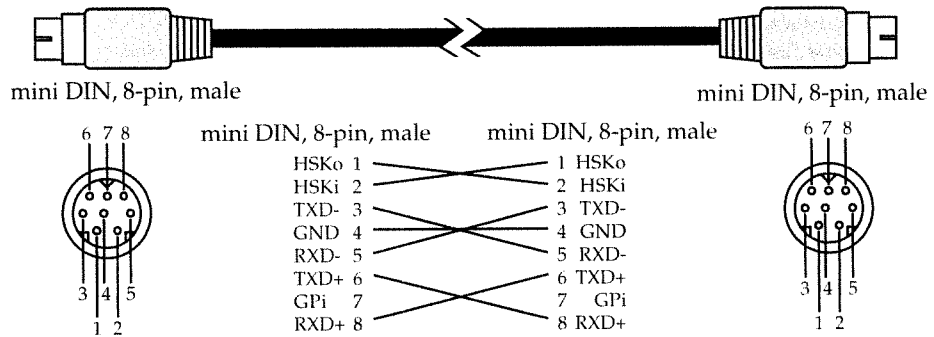 mini DIN, 8-pin, male
mini DIN, 8-pin, male
6 7 8
mini DIN, 8-pin, male
mini DIN, 8-pin, male
6 7 8
HSKo 1
1 HSKo
HSKi 2
2 HSKi
TXD- 3
3 TXD-
GND 4
4 GND
RXD- 5
5 RXD-
TXD+ 6
6 TXD+
GPi 7
7 GPi
RXD+ 8
8 RXD+
3 4 5
1 2
3 4 5
1 2